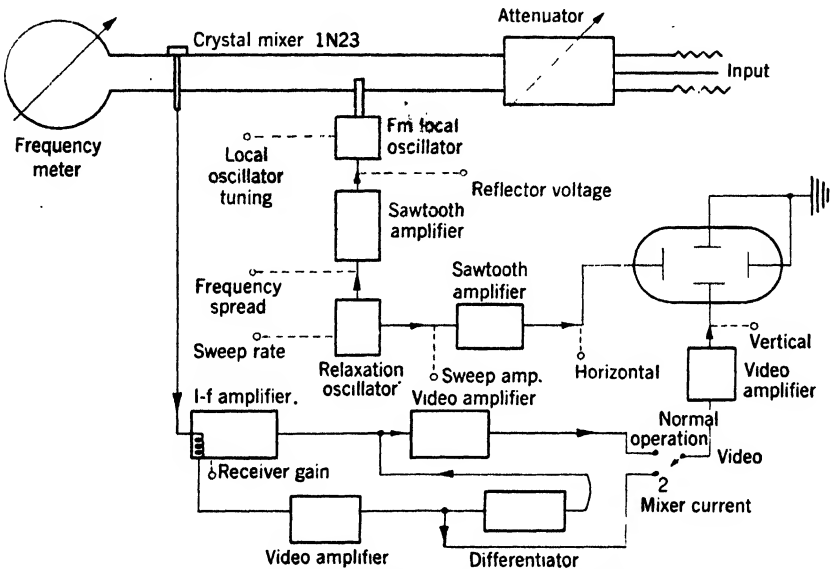 Attenuator
Crystal mixer 1N23
Input
Frequency
meter
Fm local
oscillator
Local
oscillator
tuning
Reflector voltage
Sawtooth
amplifier
Sawtooth
amplifier
Frequency
spread
Sweep rate
Relaxation
oscillator
Sweep amp.
Horizontal
Vertical
Video
amplifier
I-f amplifier.
Video amplifier
Normal
operation
Video
Receiver gain
2
Mixer current
Video amplifier
Differentiator